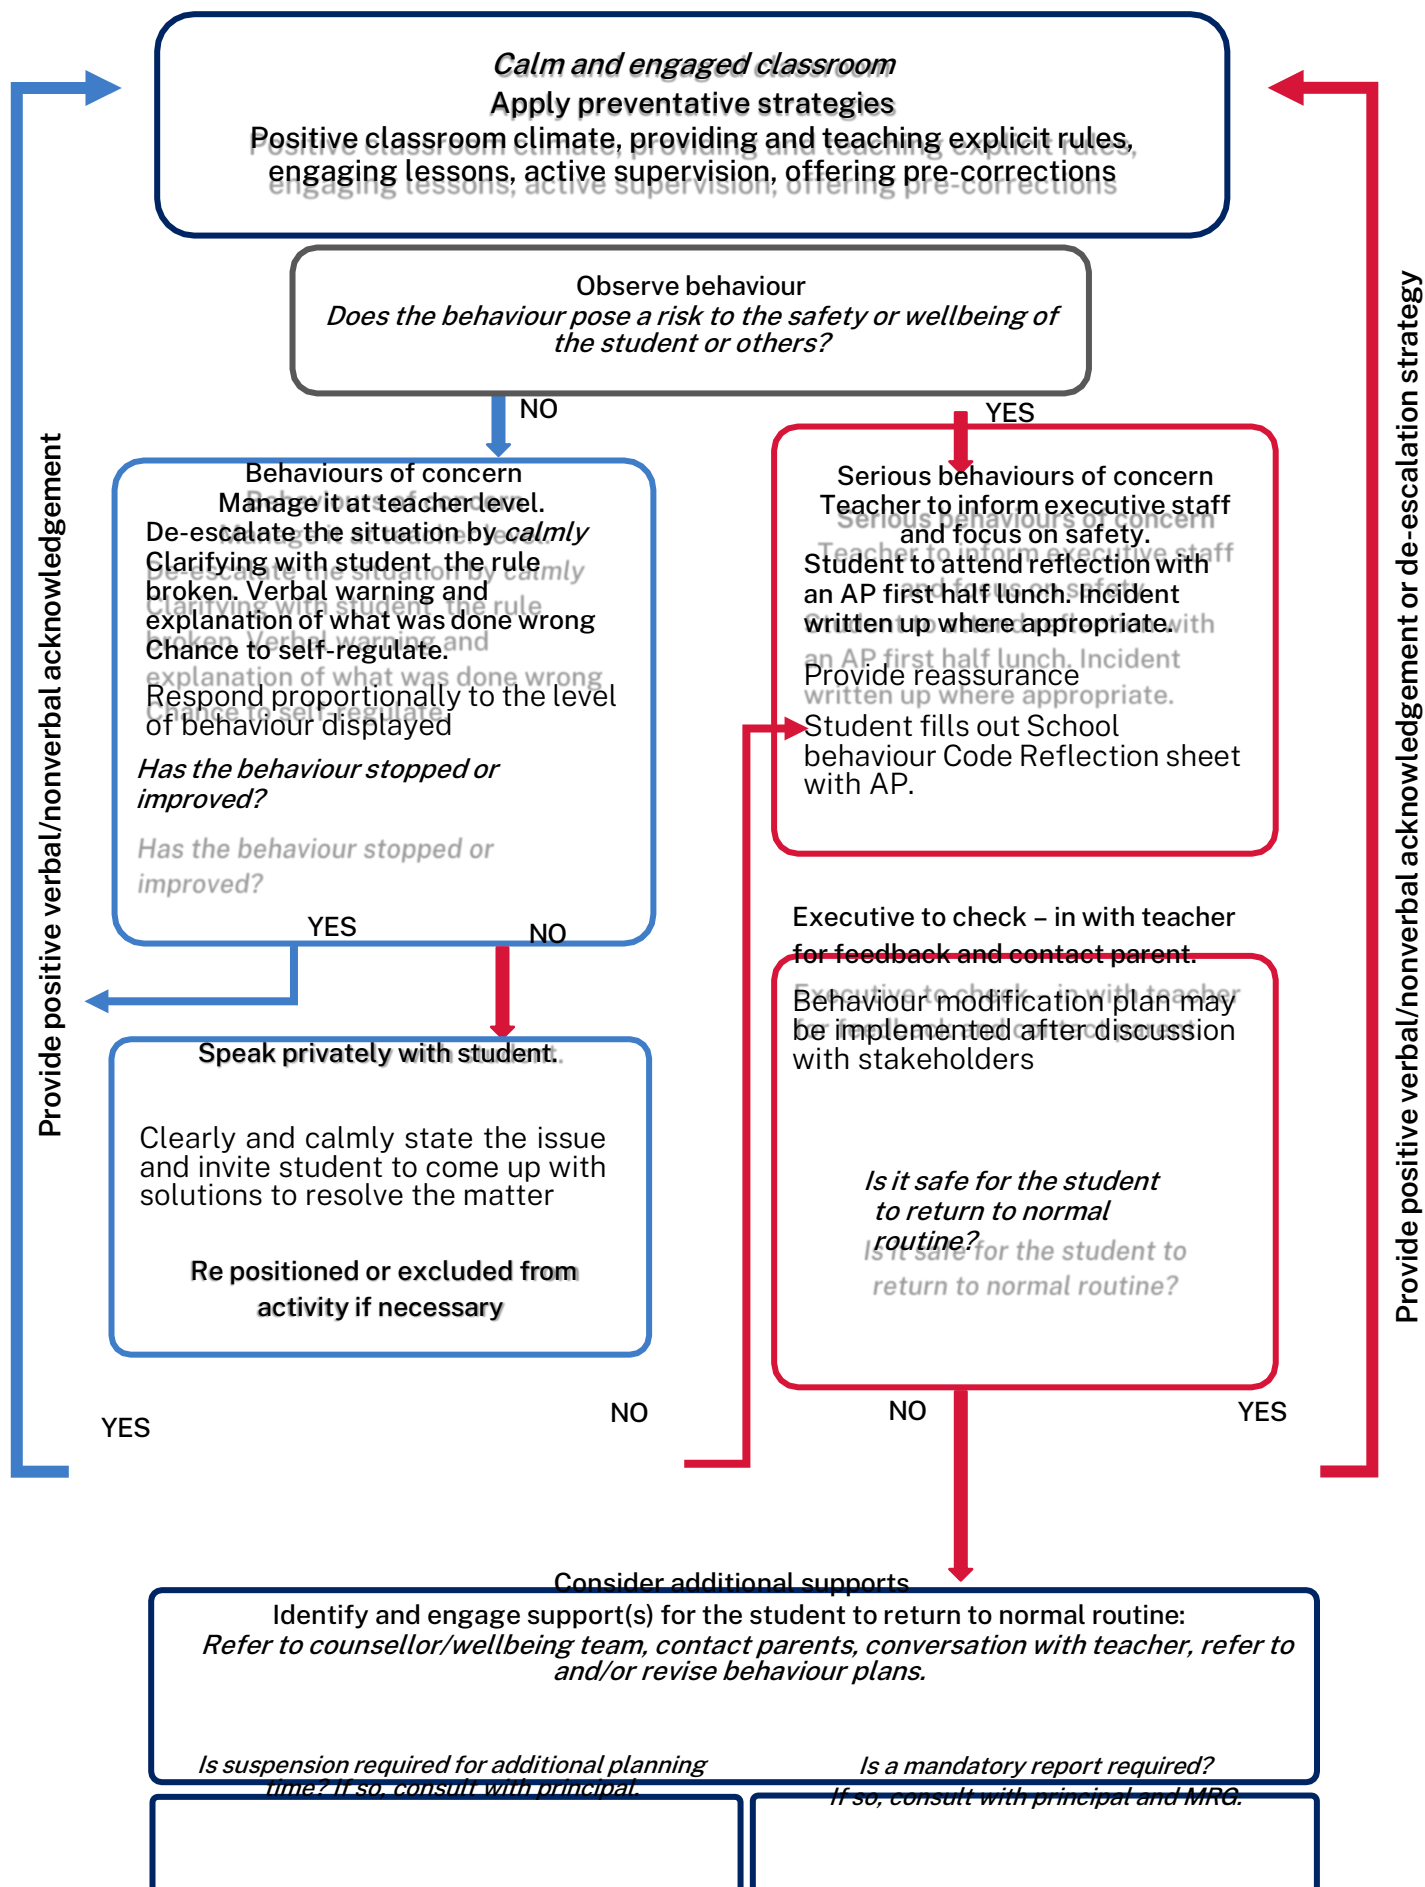 Calm and engaged classroom
Apply preventative strategies
Positive classroom climate, providing and teaching explicit rules,
engaging lessons, active supervision, offering pre-corrections
Observe behaviour
Does the behaviour pose a risk to the safety or wellbeing of
the student or others?
NO
YES
Provide positive verbal/nonverbal acknowledgement
Behaviours of concern
Manage it at teacher level.
De-escalate the situation by calmly
Clarifying with student  the rule
broken. Verbal warning and
explanation of what was done wrong
Chance to self-regulate.
Respond proportionally to the level
of behaviour displayed
Has the behaviour stopped or
improved?
Has the behaviour stopped or
improved?
YES
NO
Speak privately with student.
Clearly and calmly state the issue
and invite student to come up with
solutions to resolve the matter
Re positioned or excluded from
activity if necessary
YES
NO
Serious behaviours of concern
Teacher to inform executive staff
and focus on safety.
Student to attend reflection with
an AP first half lunch. Incident
written up where appropriate.
Provide reassurance
Student fills out School
behaviour Code Reflection sheet
with AP.
Executive to check – in with teacher
for feedback and contact parent.
Behaviour modification plan may
be implemented after discussion
with stakeholders
Is it safe for the student
to return to normal
routine?
Is it safe for the student to
return to normal routine?
NO
YES
Provide positive verbal/nonverbal acknowledgement or de-escalation strategy
Consider additional supports
Identify and engage support(s) for the student to return to normal routine:
Refer to counsellor/wellbeing team, contact parents, conversation with teacher, refer to
and/or revise behaviour plans.
Is suspension required for additional planning
time? If so, consult with principal.
Is a mandatory report required?
If so, consult with principal and MRG.